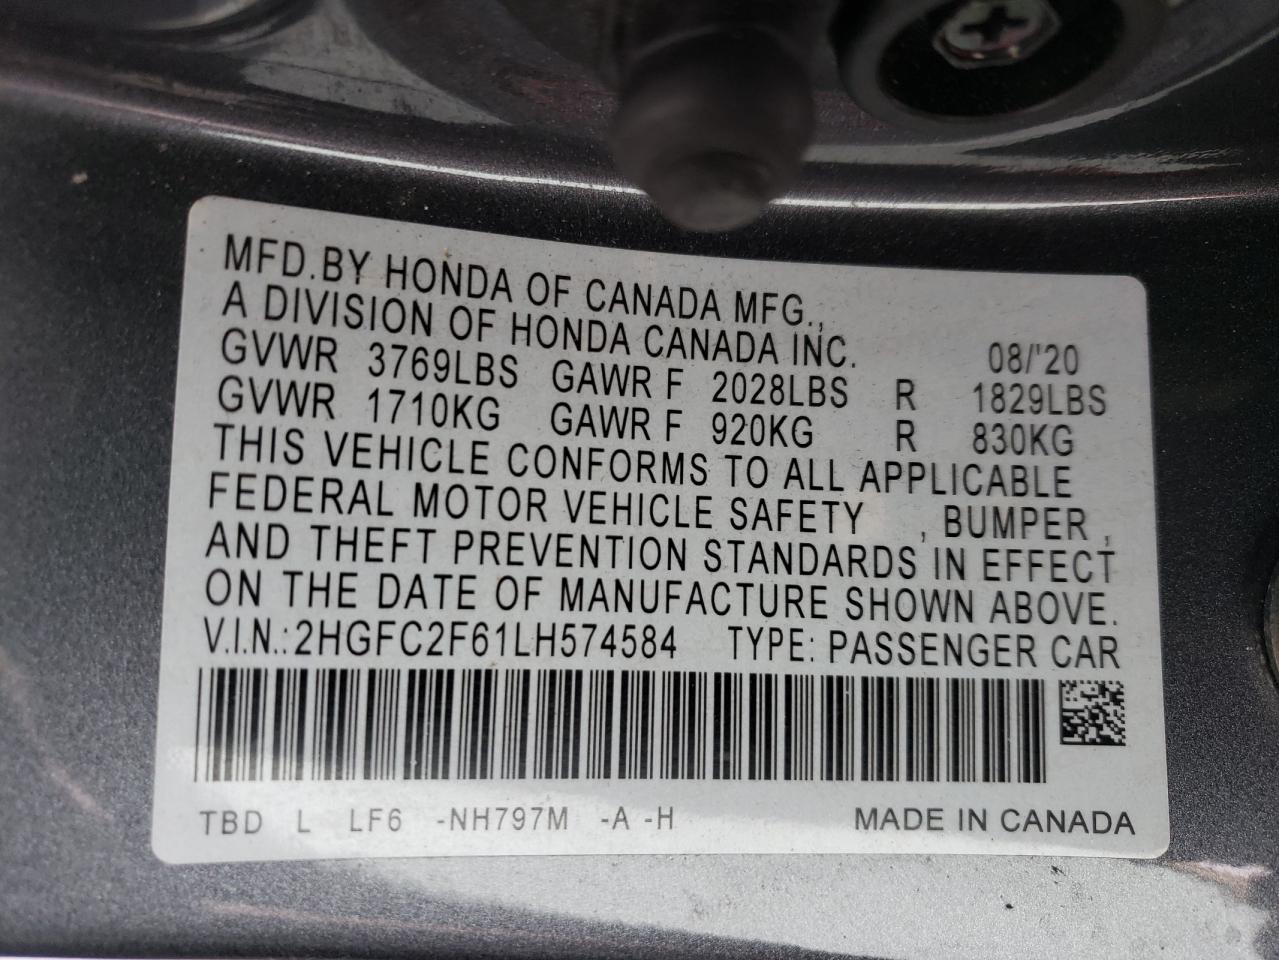 MFD.BY HONDA OF CANADA MFG.,
A DIVISION OF HONDA CANADA INC. 08/'20
GVWR 3769LBS GAWR F 2028LBS R 1829LBS
GVWR 1710KG GAWR F 920KG R 830KG
THIS VEHICLE CONFORMS TO ALL APPLICABLE
FEDERAL MOTOR VEHICLE SAFETY , BUMPER ,
AND THEFT PREVENTION STANDARDS IN EFFECT
ON THE DATE OF MANUFACTURE SHOWN ABOVE.
V.I.N.:2HGFC2F61LH574584 TYPE: PASSENGER CAR
TBD L LF6 -NH797M -A -H MADE IN CANADA